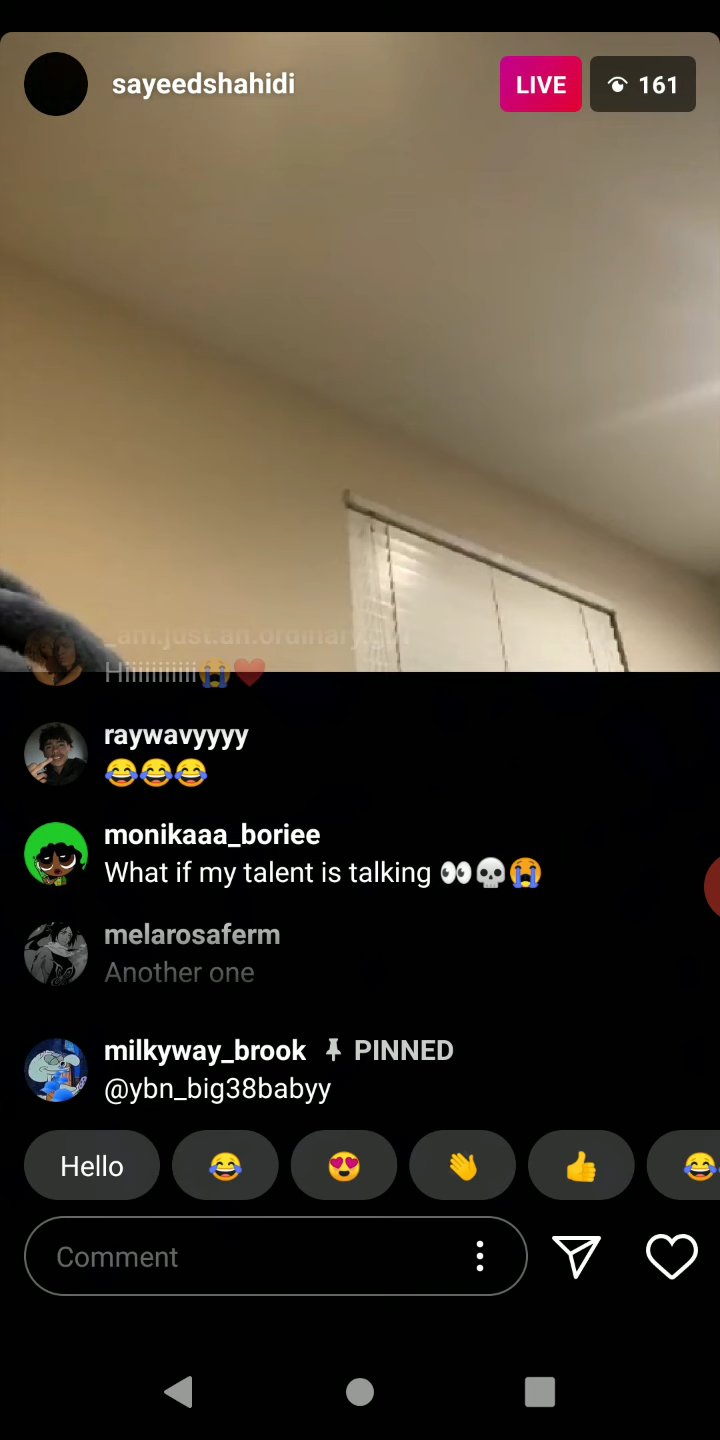 sayeedshahidi
LIVE
161
Hiiiiiiiiiii😭❤️
raywavyyyy
😂😂😂
monikaaa_boriee
What if my talent is talking 👀💀😭
melarosaferm
Another one
milkyway_brook PINNED
@ybn_big38babyy
Hello 😂 😍 👋 👍 😂
Comment